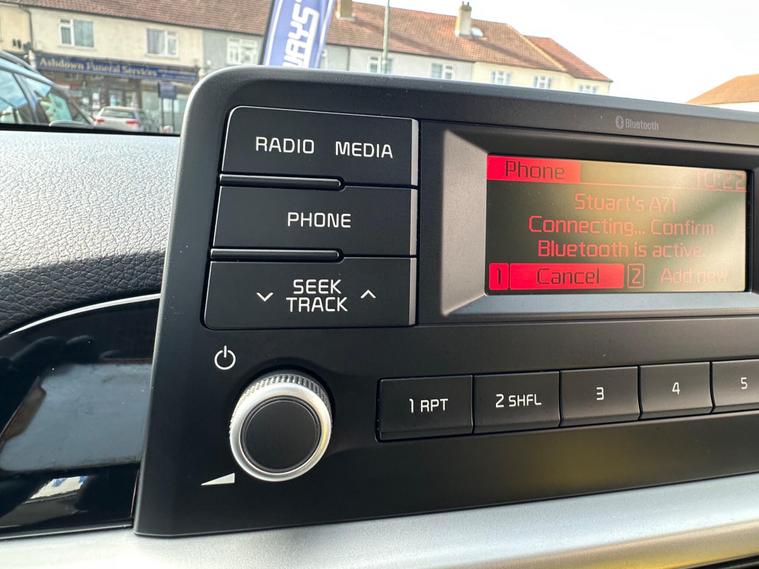 WAYS
Ashdown Funeral Services
Bluetooth
RADIO MEDIA
PHONE
SEEK
TRACK
Phone 10:22
Stuart's A71
Connecting... Confirm
Bluetooth is active.
1 Cancel 2 Add new
1 RPT 2 SHFL 3 4 5